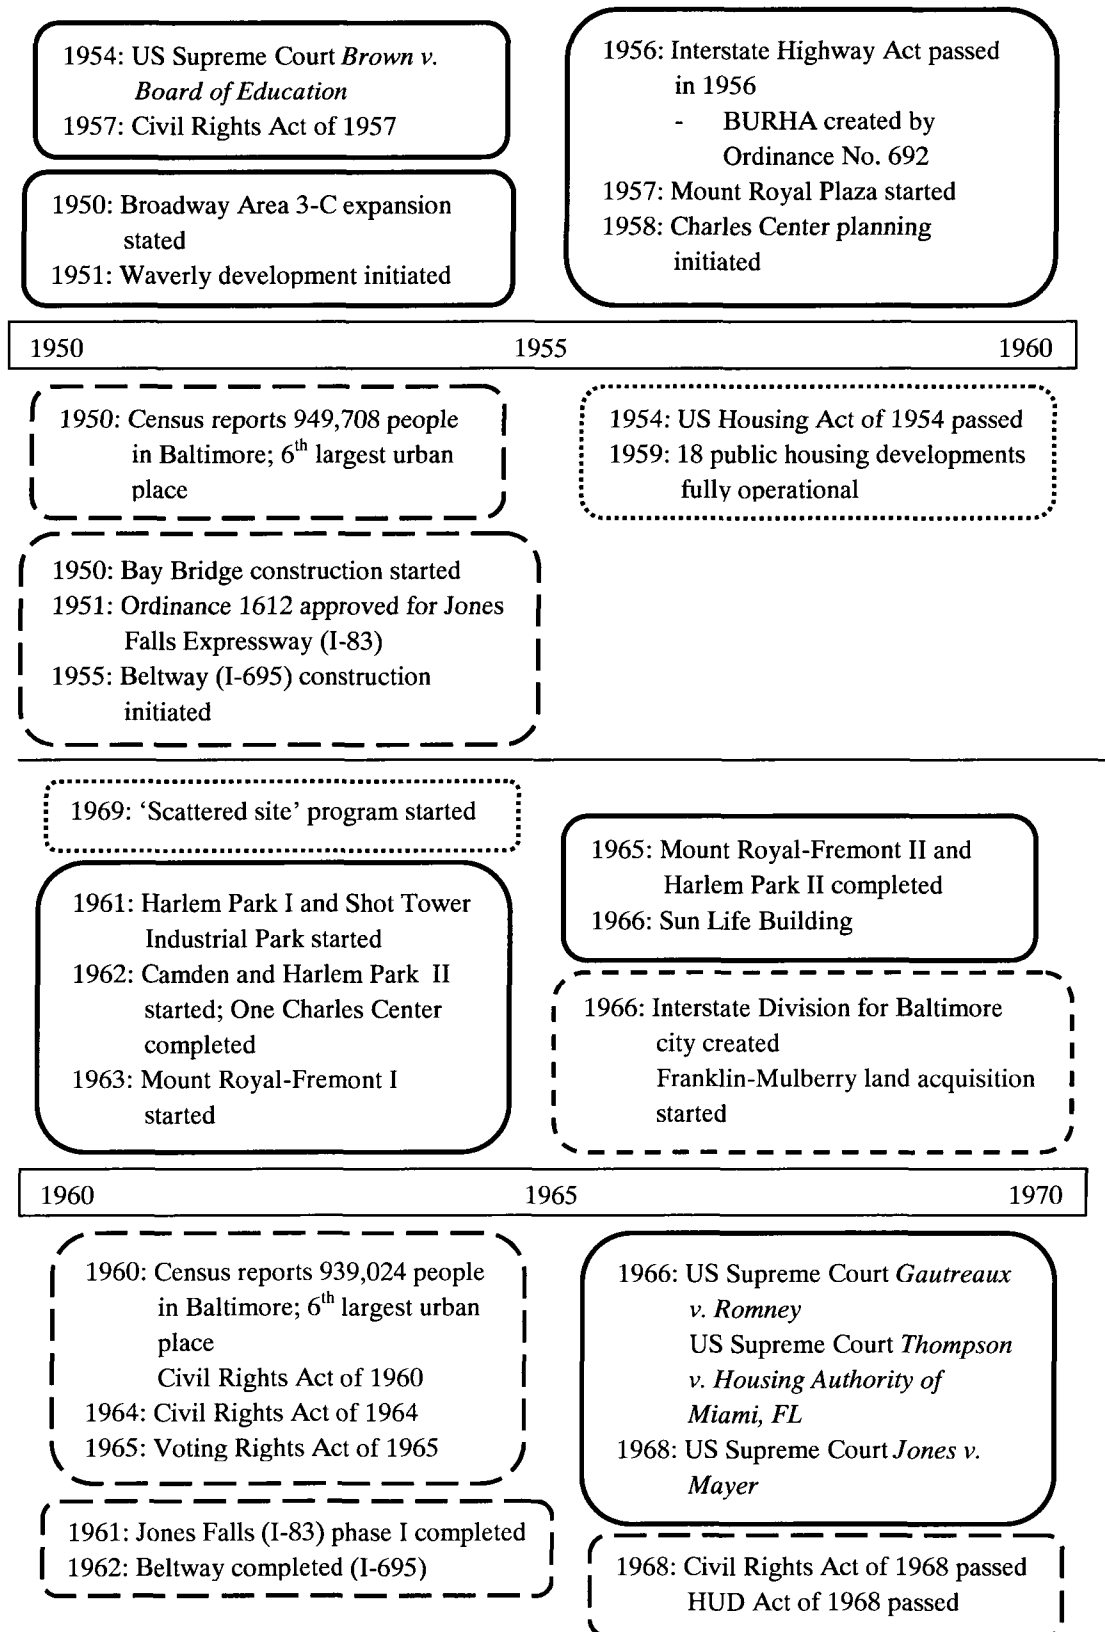 1954: US Supreme Court Brown v.
Board of Education
1957: Civil Rights Act of 1957
1950: Broadway Area 3-C expansion
stated
1951: Waverly development initiated
1956: Interstate Highway Act passed
in 1956
- BURHA created by
Ordinance No. 692
1957: Mount Royal Plaza started
1958: Charles Center planning
initiated
1950 1955 1960
1950: Census reports 949,708 people
in Baltimore; 6th largest urban
place
1950: Bay Bridge construction started
1951: Ordinance 1612 approved for Jones
Falls Expressway (I-83)
1955: Beltway (I-695) construction
initiated
1954: US Housing Act of 1954 passed
1959: 18 public housing developments
fully operational
1969: ‘Scattered site’ program started
1961: Harlem Park I and Shot Tower
Industrial Park started
1962: Camden and Harlem Park II
started; One Charles Center
completed
1963: Mount Royal-Fremont I
started
1965: Mount Royal-Fremont II and
Harlem Park II completed
1966: Sun Life Building
1966: Interstate Division for Baltimore
city created
Franklin-Mulberry land acquisition
started
1960 1965 1970
1960: Census reports 939,024 people
in Baltimore; 6th largest urban
place
Civil Rights Act of 1960
1964: Civil Rights Act of 1964
1965: Voting Rights Act of 1965
1961: Jones Falls (I-83) phase I completed
1962: Beltway completed (I-695)
1966: US Supreme Court Gautreaux
v. Romney
US Supreme Court Thompson
v. Housing Authority of
Miami, FL
1968: US Supreme Court Jones v.
Mayer
1968: Civil Rights Act of 1968 passed
HUD Act of 1968 passed